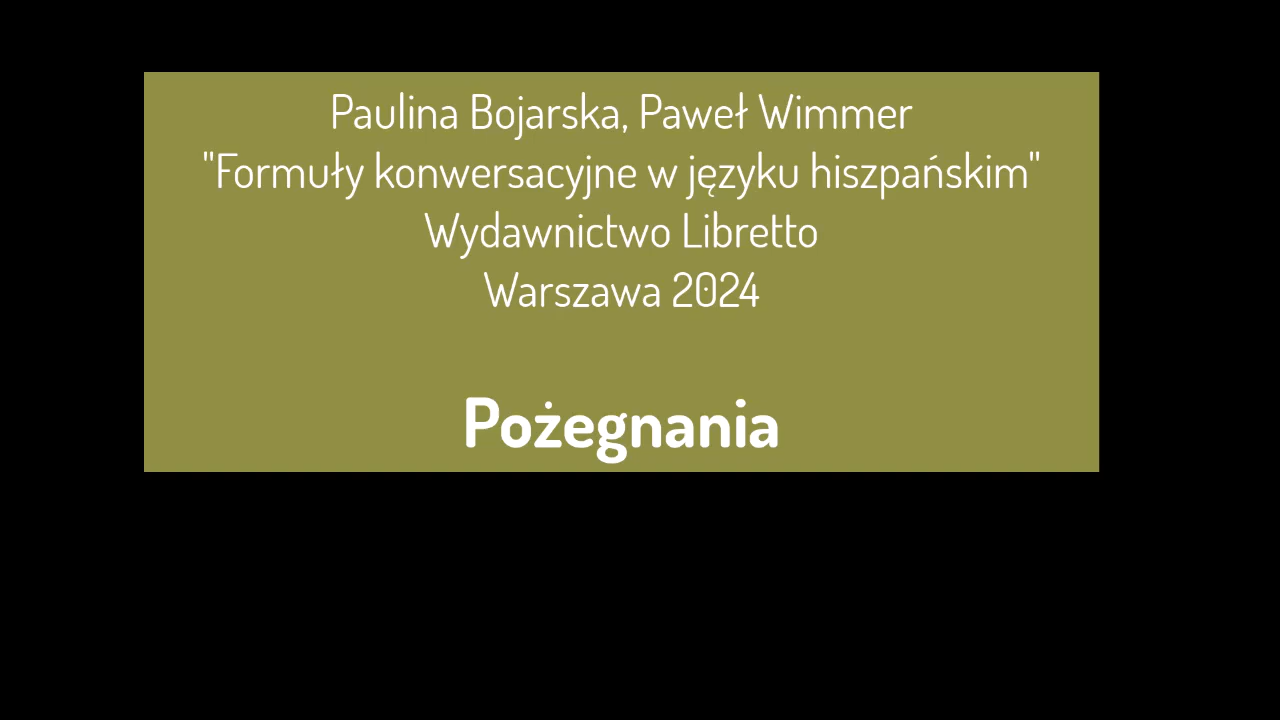 Paulina Bojarska, Paweł Wimmer
"Formuły konwersacyjne w języku hiszpańskim"
Wydawnictwo Libretto
Warszawa 2024
Pożegnania